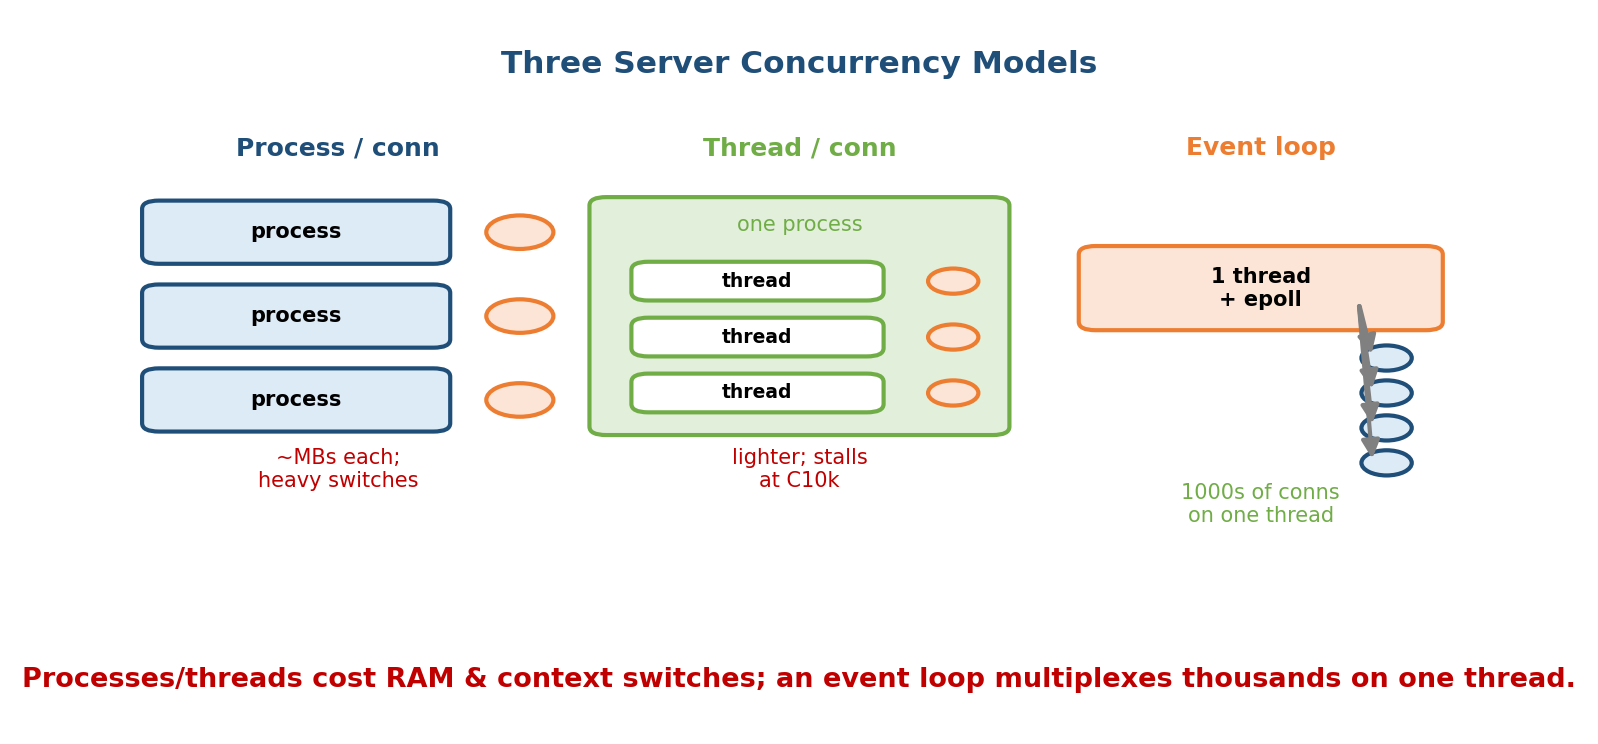 Three Server Concurrency Models
Process / conn
process
process
process
~MBs each;
heavy switches
Thread / conn
one process
thread
thread
thread
lighter; stalls
at C10k
Event loop
1 thread
+ epoll
1000s of conns
on one thread
Processes/threads cost RAM & context switches; an event loop multiplexes thousands on one thread.